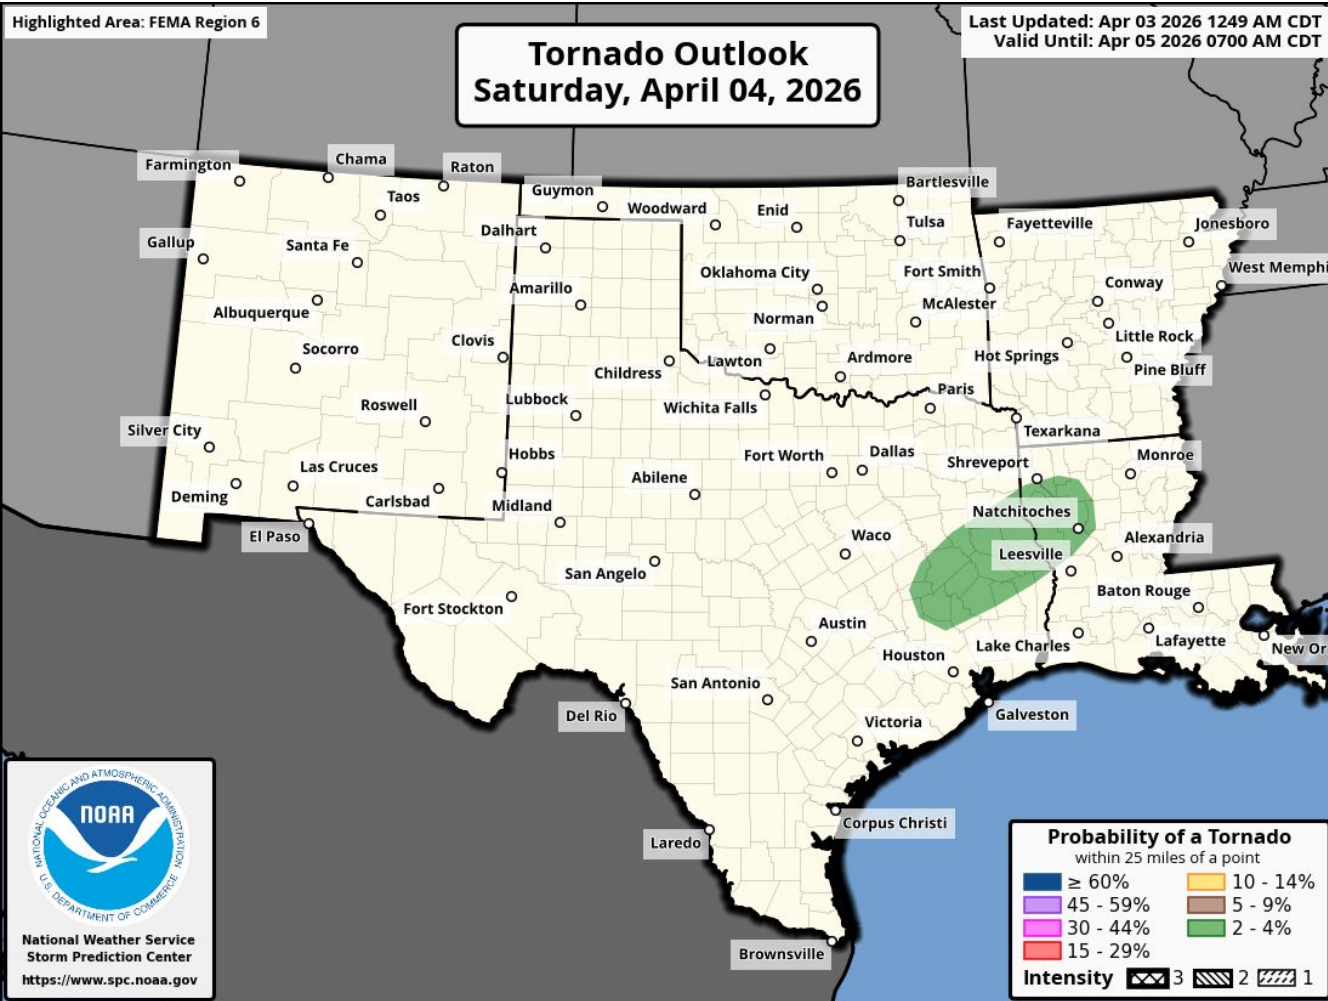 Highlighted Area: FEMA Region 6
Last Updated: Apr 03 2026 1249 AM CDT
Valid Until: Apr 05 2026 0700 AM CDT
Tornado Outlook
Saturday, April 04, 2026
Farmington
Chama
Raton
Taos
Guymon
Woodward
Enid
Bartlesville
Tulsa
Fayetteville
Jonesboro
Gallup
Santa Fe
Dalhart
Oklahoma City
Fort Smith
West Memphi
Albuquerque
Amarillo
Norman
McAlester
Conway
Little Rock
Socorro
Clovis
Childress
Lawton
Ardmore
Hot Springs
Pine Bluff
Roswell
Lubbock
Wichita Falls
Paris
Texarkana
Silver City
Las Cruces
Hobbs
Abilene
Fort Worth
Dallas
Shreveport
Monroe
Deming
Carlsbad
Midland
Natchitoches
El Paso
San Angelo
Waco
Leesville
Alexandria
Fort Stockton
Austin
Baton Rouge
Houston
Lake Charles
Lafayette
New Or
San Antonio
Del Rio
Victoria
Galveston
Laredo
Corpus Christi
Brownsville
NATIONAL OCEANIC AND ATMOSPHERIC ADMINISTRATION
NOAA
U.S. DEPARTMENT OF COMMERCE
National Weather Service
Storm Prediction Center
https://www.spc.noaa.gov
Probability of a Tornado
within 25 miles of a point
≥ 60% 10 - 14%
45 - 59% 5 - 9%
30 - 44% 2 - 4%
15 - 29%
Intensity 3 2 1